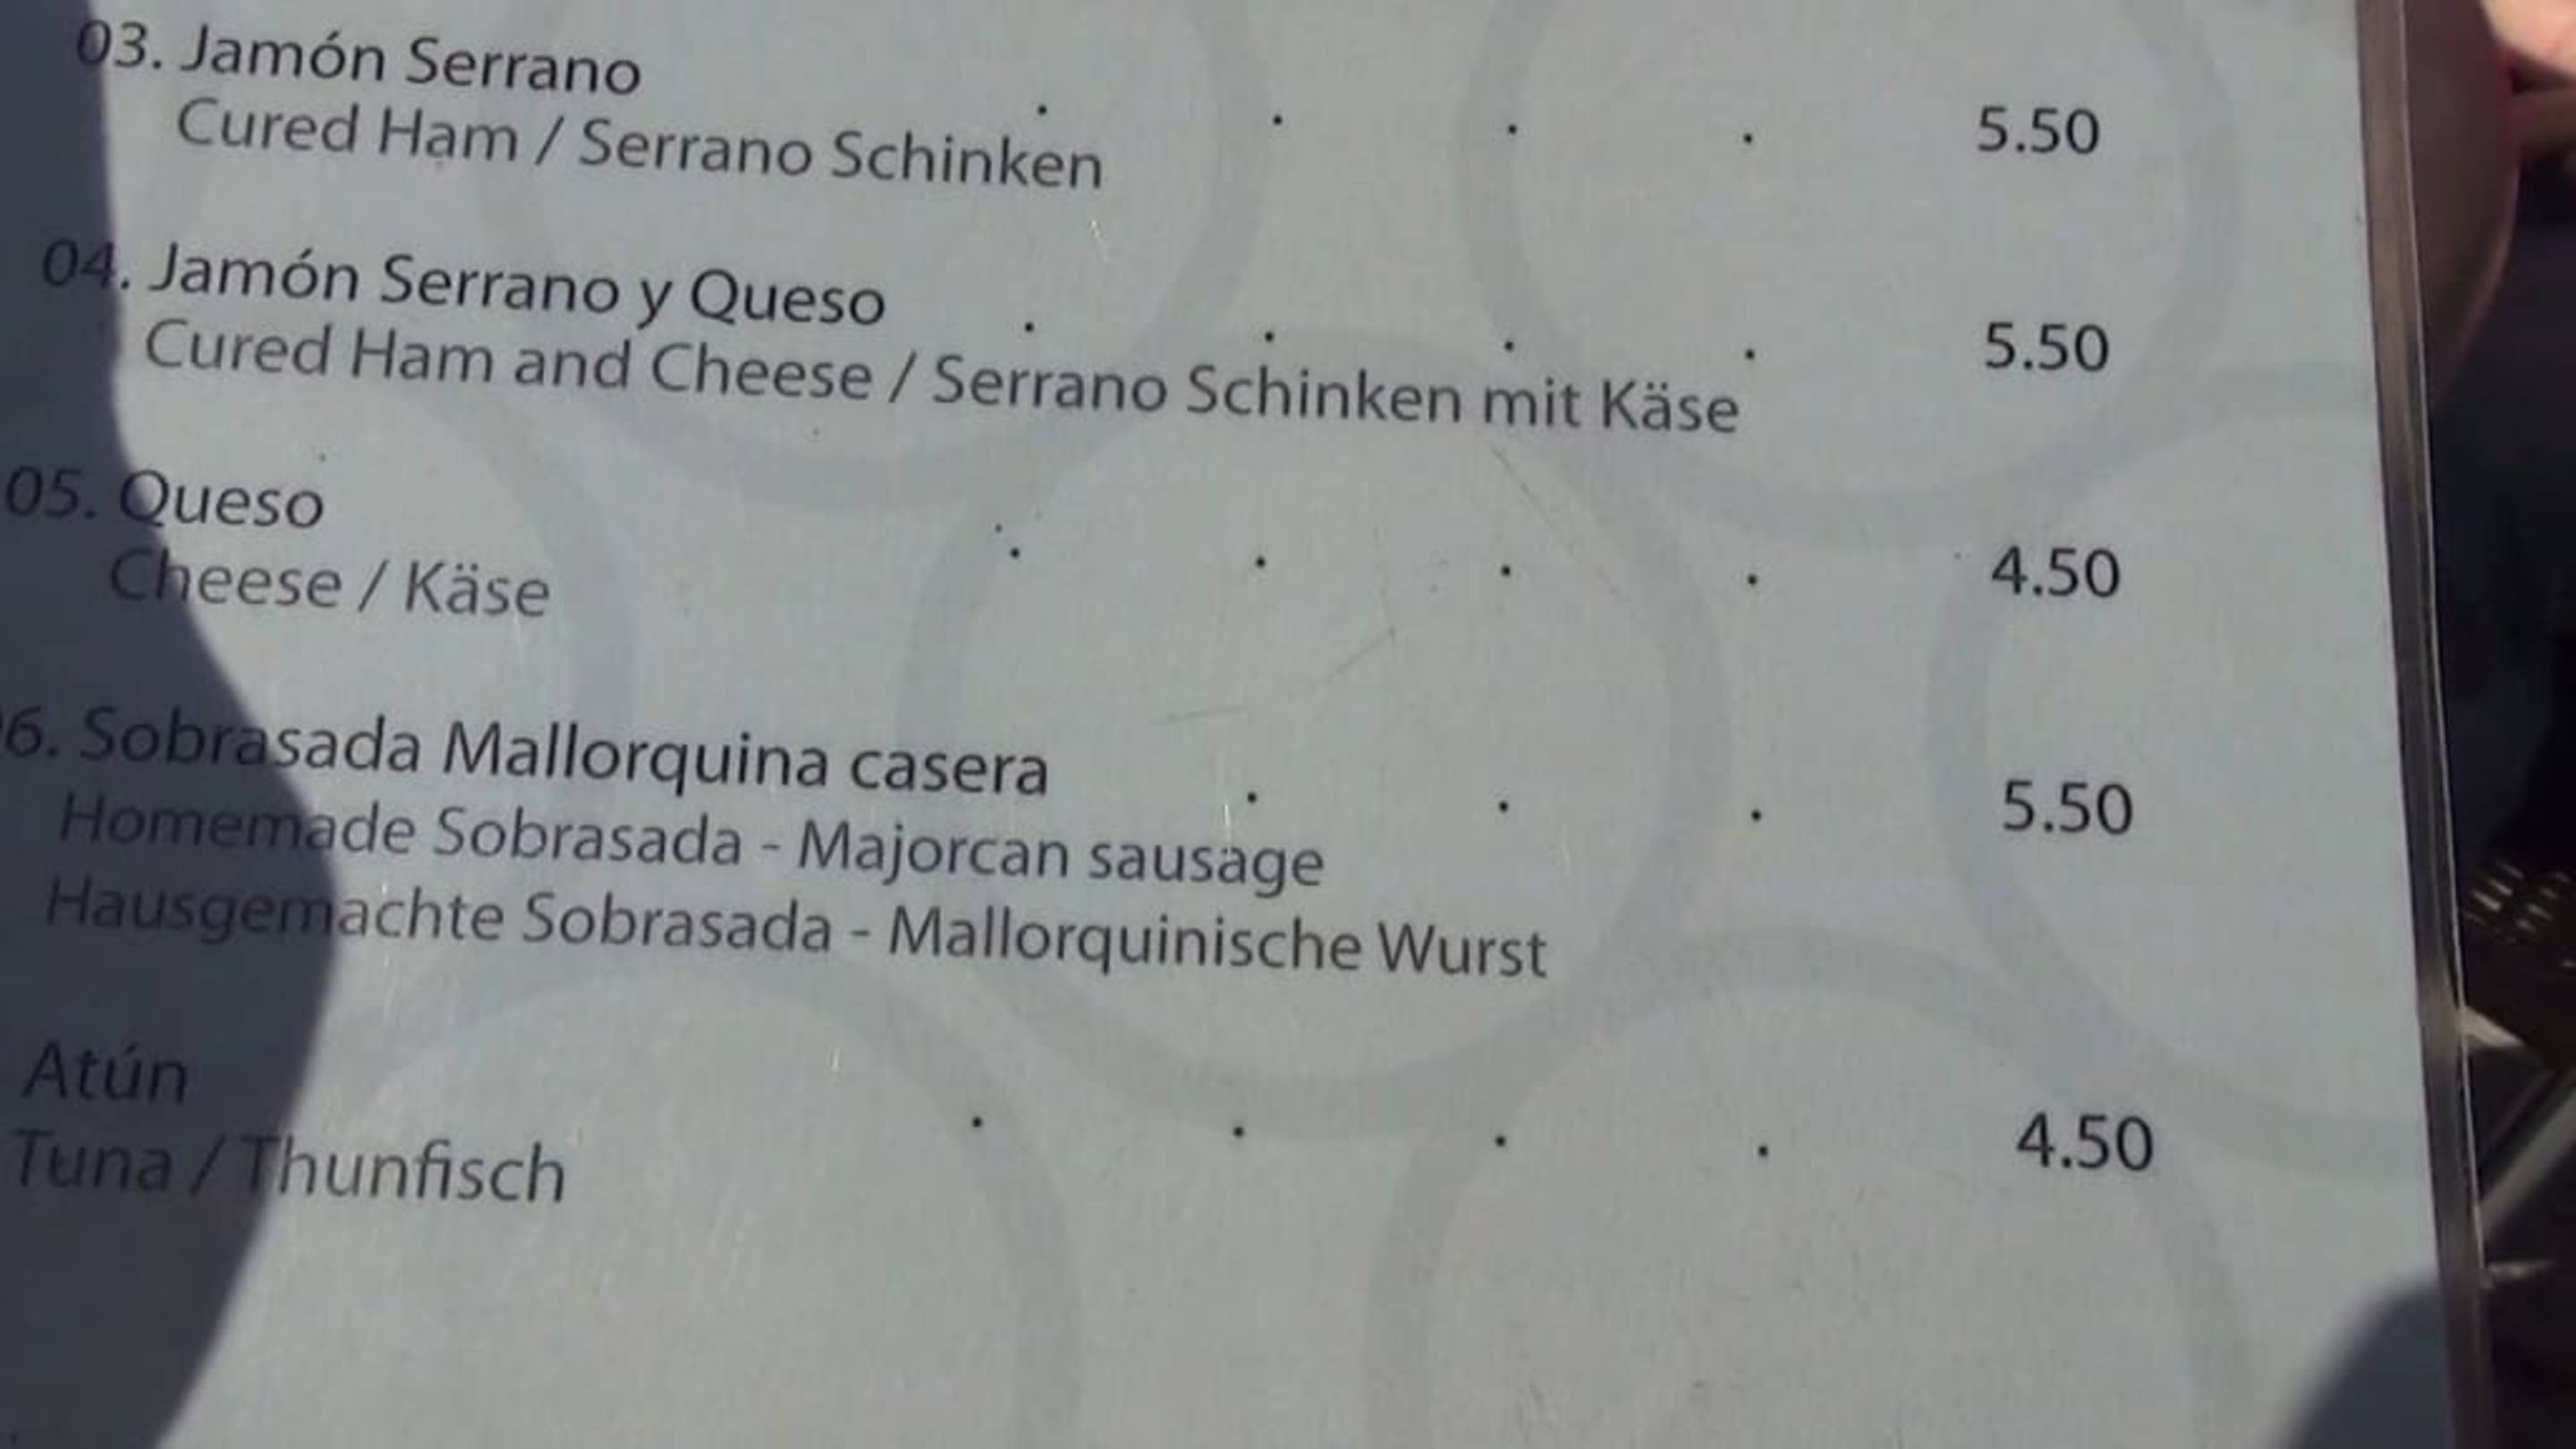 03. Jamón Serrano
Cured Ham / Serrano Schinken . . . . 5.50
04. Jamón Serrano y Queso
Cured Ham and Cheese / Serrano Schinken mit Käse . . . . 5.50
05. Queso
Cheese / Käse . . . . 4.50
6. Sobrasada Mallorquina casera . . . 5.50
Homemade Sobrasada - Majorcan sausage
Hausgemachte Sobrasada - Mallorquinische Wurst
Atún . . . . 4.50
Tuna / Thunfisch